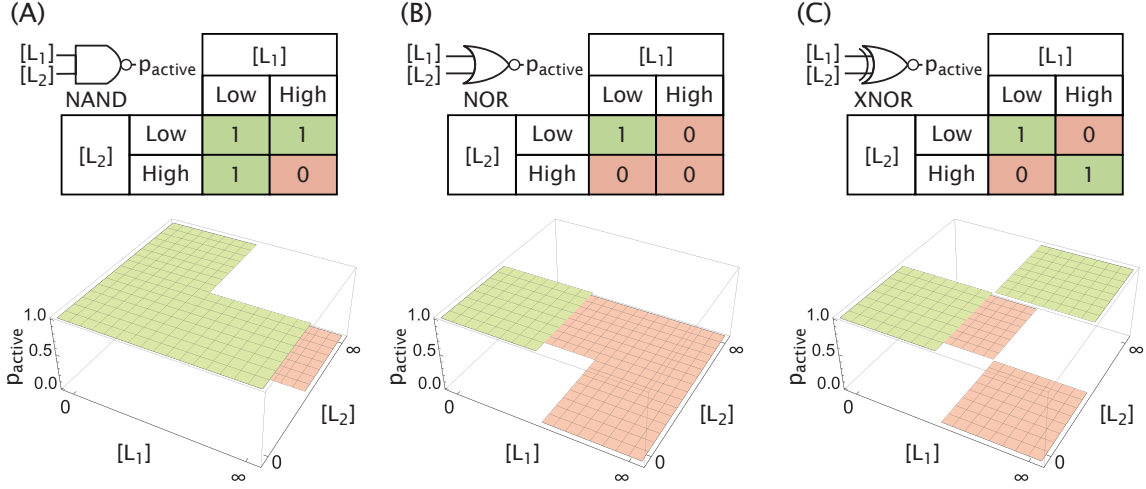 (A)
[L1]
[L2]
pactive
NAND
[L1]
Low High
[L2]
Low 1 1
High 1 0
1.0
0.5
0.0
pactive
0
[L1]
∞
0
[L2]
∞
(B)
[L1]
[L2]
pactive
NOR
[L1]
Low High
[L2]
Low 1 0
High 0 0
1.0
0.5
0.0
pactive
0
[L1]
∞
0
[L2]
∞
(C)
[L1]
[L2]
pactive
XNOR
[L1]
Low High
[L2]
Low 1 0
High 0 1
1.0
0.5
0.0
pactive
0
[L1]
∞
0
[L2]
∞